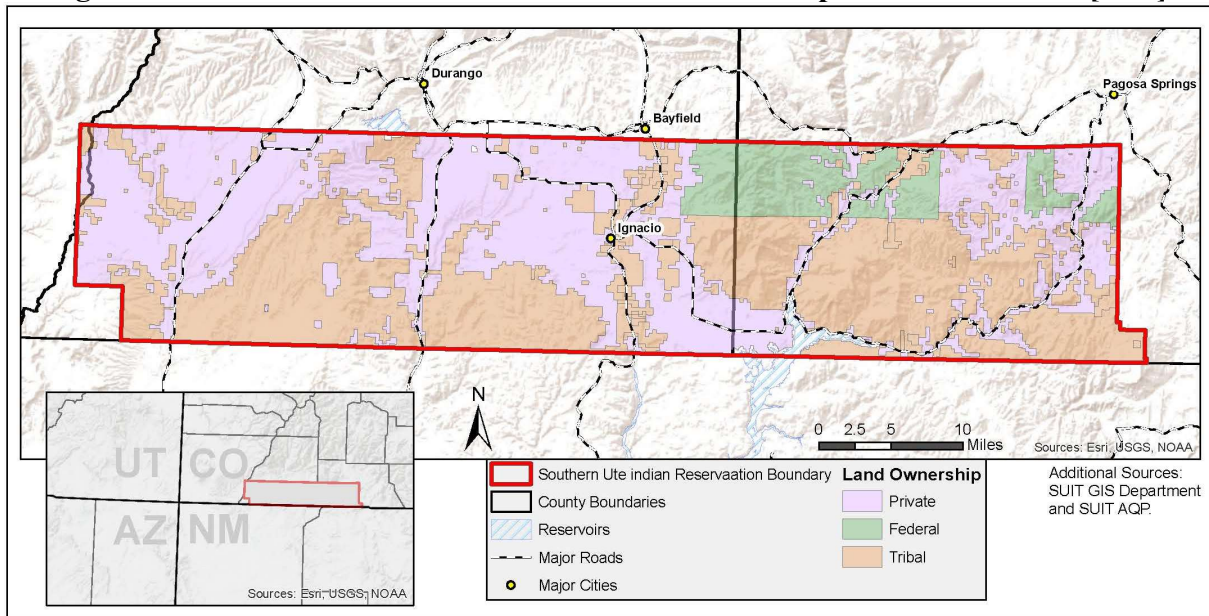 Durango
Pagosa Springs
Bayfield
Ignacio
N
0 2.5 5 10
Miles
Sources: Esri, USGS, NOAA
UT CO
AZ NM
Sources: Esri, USGS, NOAA
Southern Ute indian Reservaation Boundary
County Boundaries
Reservoirs
Major Roads
Major Cities
Land Ownership
Private
Federal
Tribal
Additional Sources:
SUIT GIS Department
and SUIT AQP.